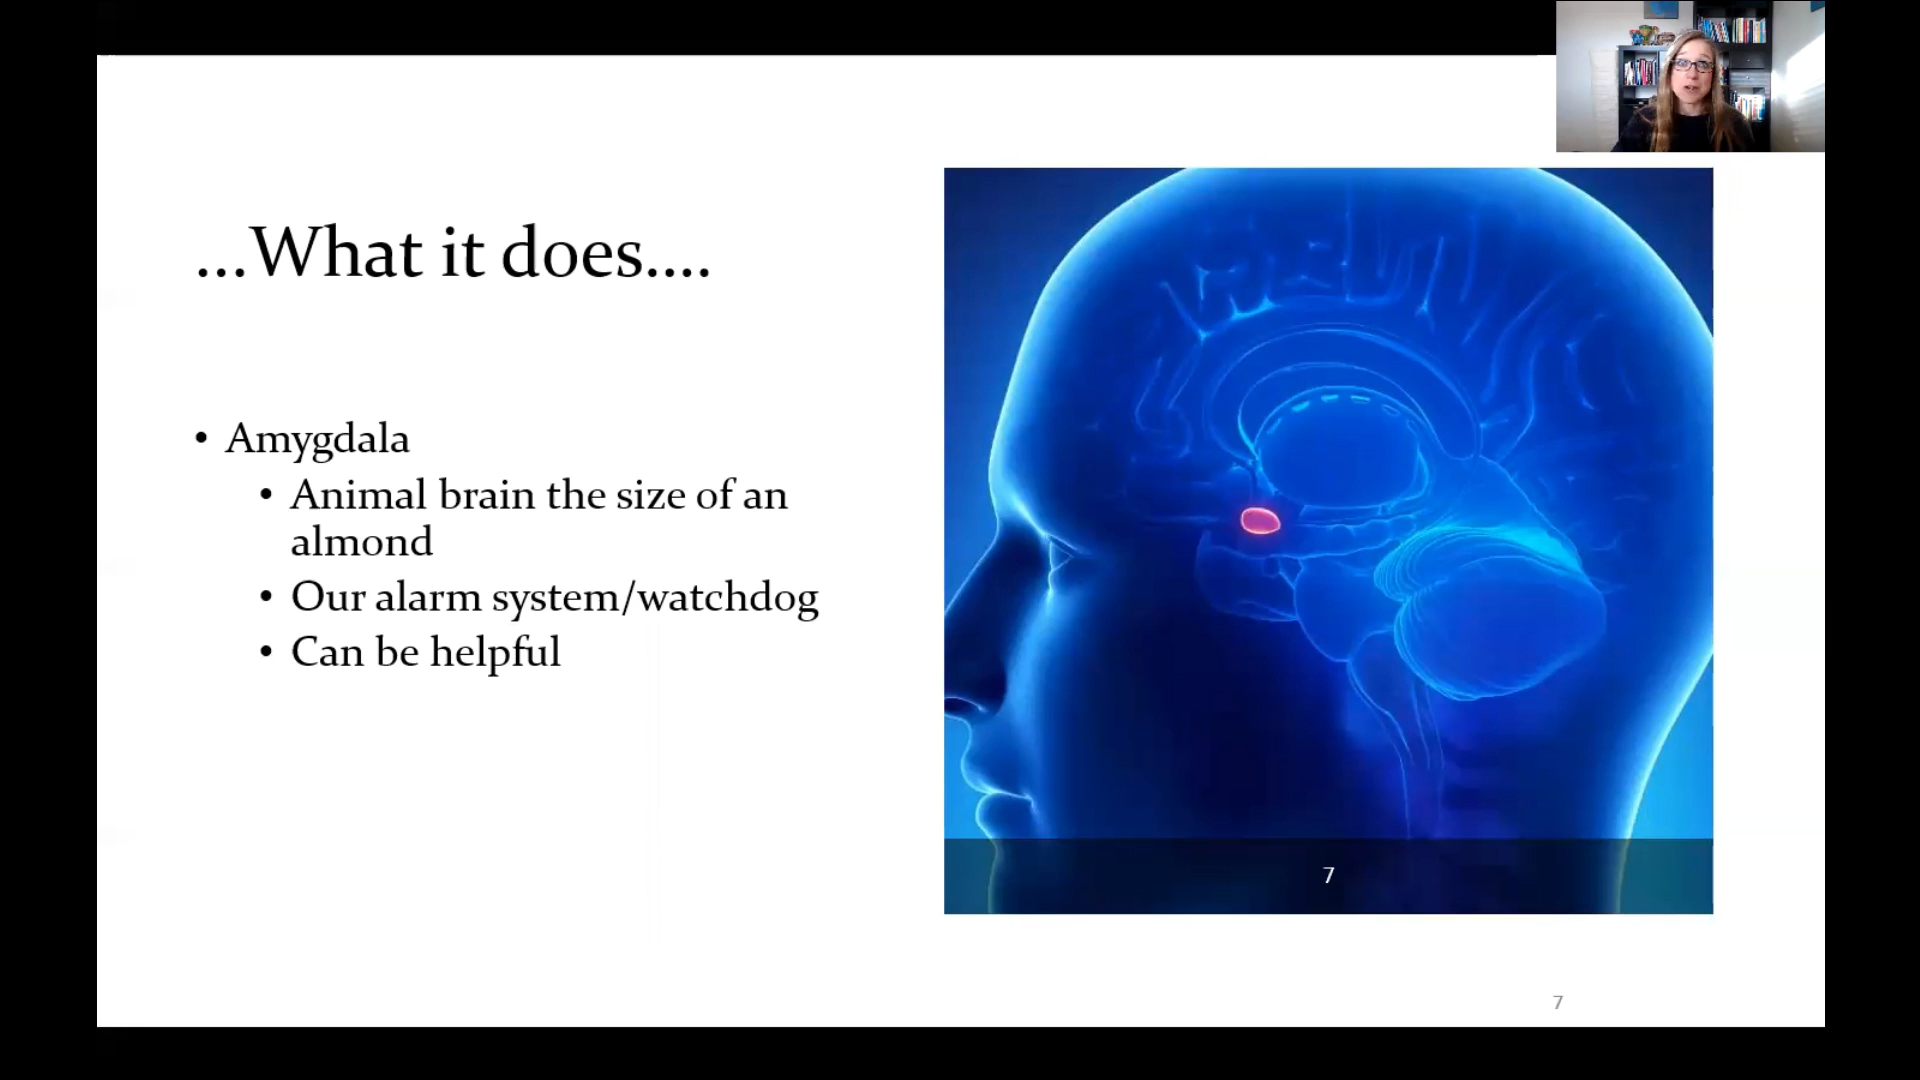 ...What it does....
• Amygdala
• Animal brain the size of an
almond
• Our alarm system/watchdog
• Can be helpful
7
7